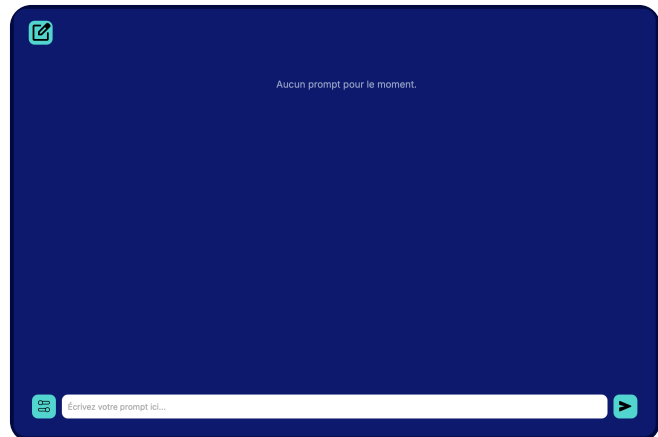 Aucun prompt pour le moment.
Écrivez votre prompt ici...